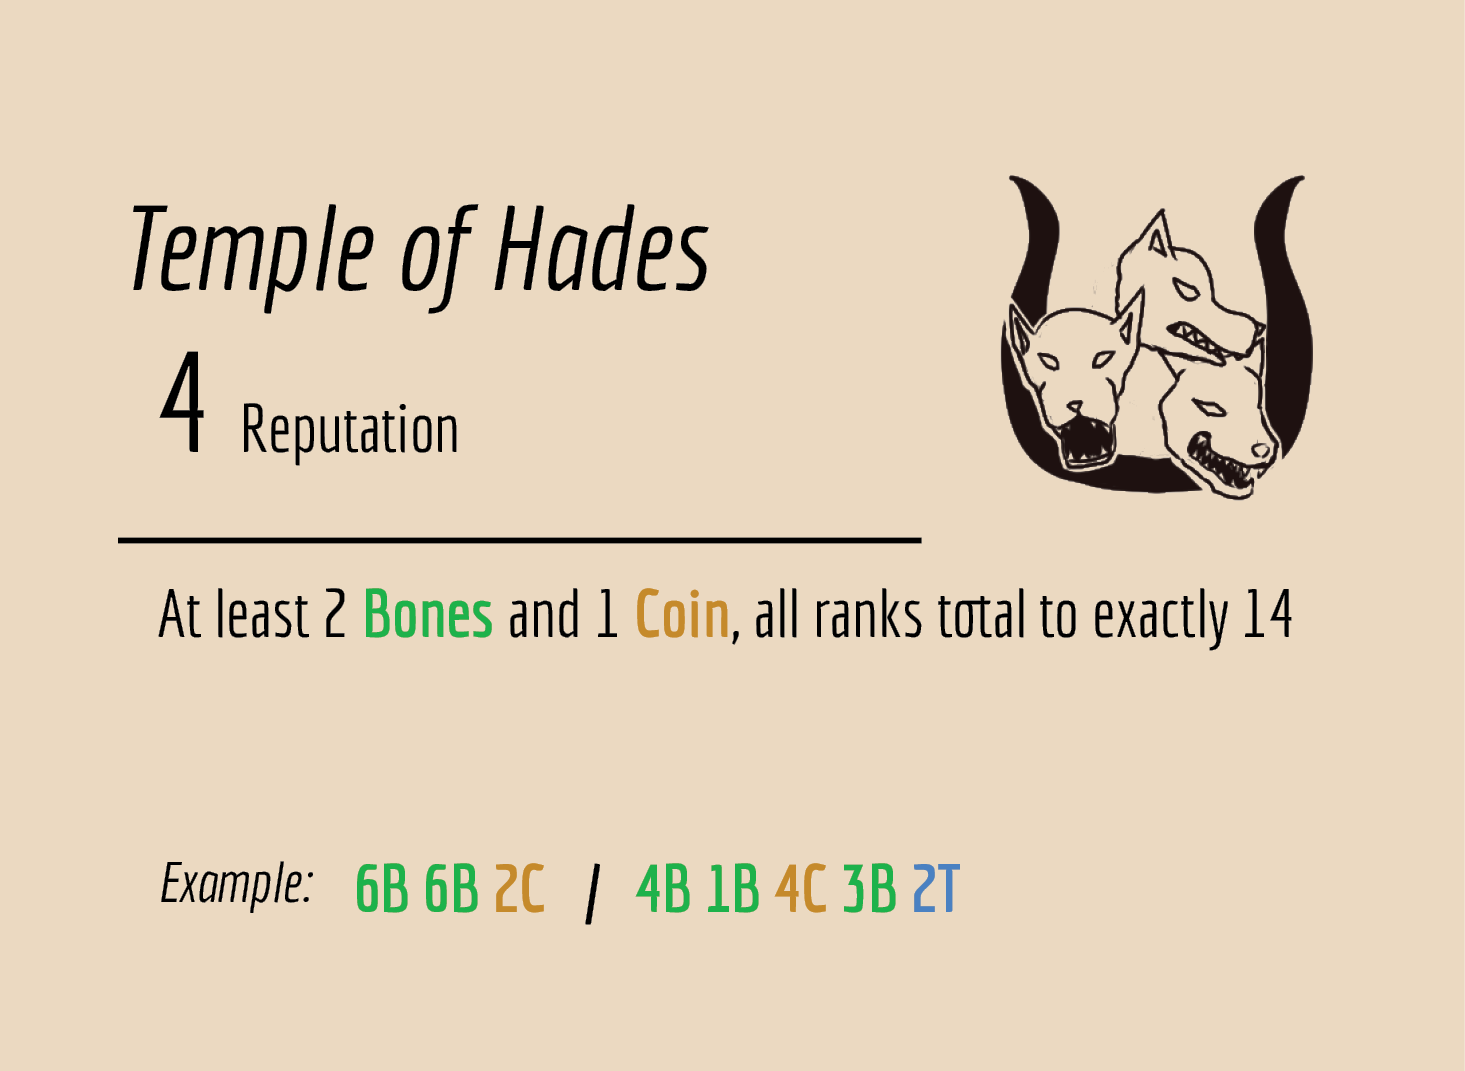 Temple of Hades
4 Reputation
At least 2 Bones and 1 Coin, all ranks total to exactly 14
Example: 6B 6B 2C / 4B 1B 4C 3B 2T